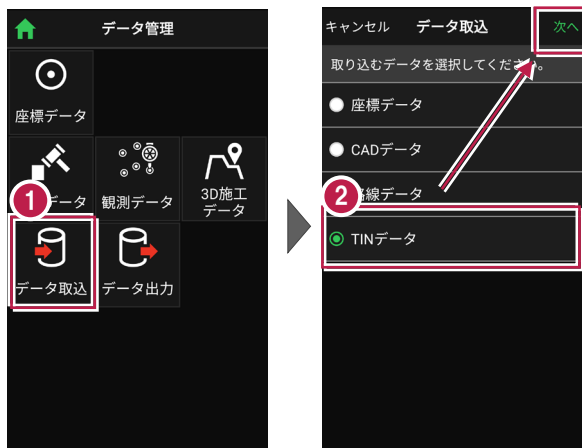 データ管理
座標データ
データ
観測データ
3D施工
データ
1
データ取込
データ出力
キャンセル
データ取込
次へ
取り込むデータを選択してください。
座標データ
CADデータ
線データ
2
TINデータ